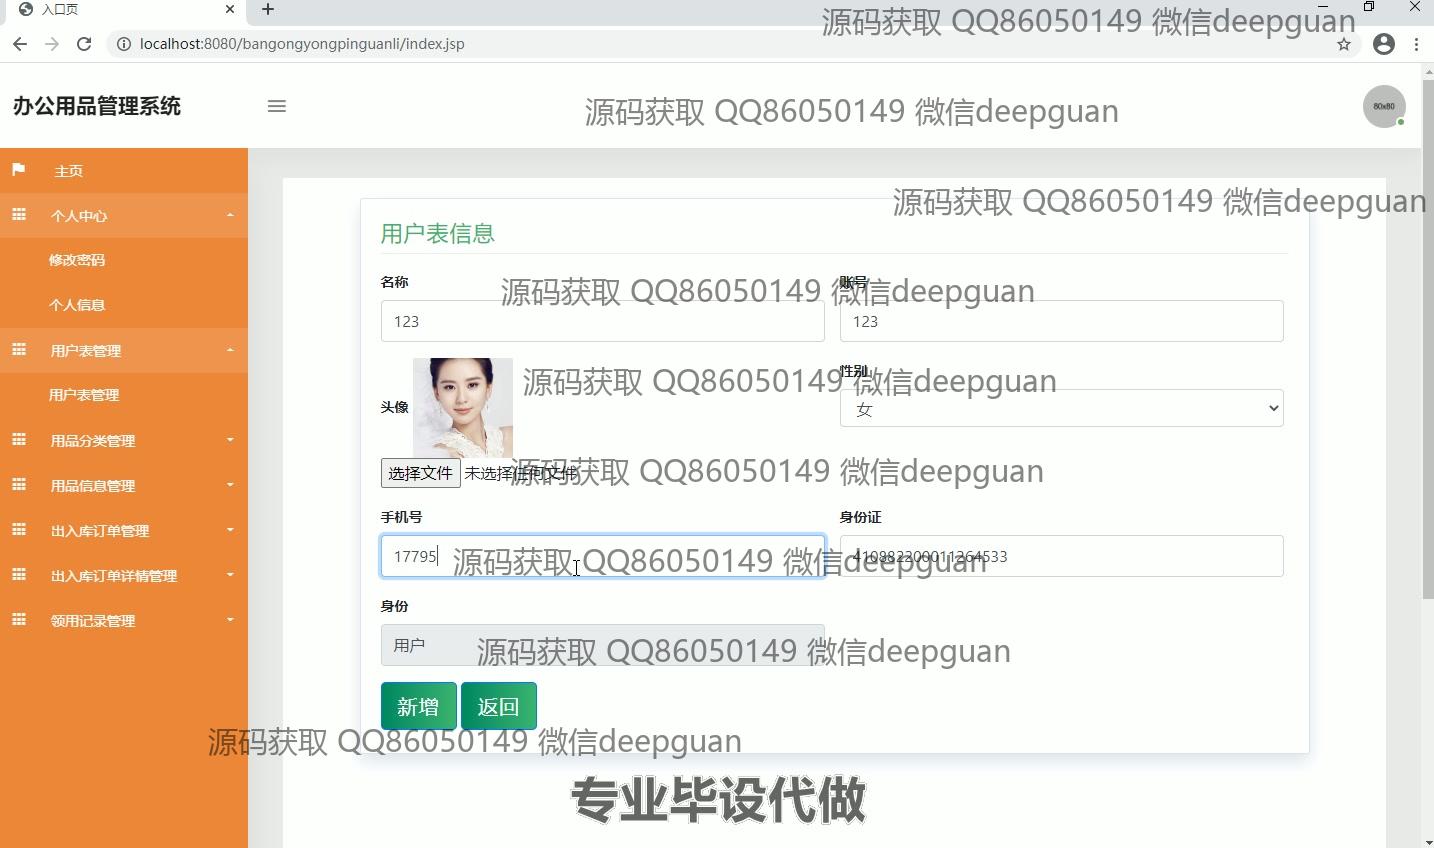 入口页
源码获取 QQ86050149 微信deepguan
localhost:8080/bangongyongpinguanli/index.jsp
办公用品管理系统
源码获取 QQ86050149 微信deepguan
80x80
主页
个人中心
源码获取 QQ86050149 微信deepguan
用户表信息
修改密码
名称
账号
源码获取 QQ86050149 微信deepguan
个人信息
123
123
用户表管理
性别
源码获取 QQ86050149 微信deepguan
用户表管理
头像
女
用品分类管理
选择文件 未选择任何文件
源码获取 QQ86050149 微信deepguan
用品信息管理
手机号
身份证
出入库订单管理
17795
410882200011264533
源码获取 QQ86050149 微信deepguan
出入库订单详情管理
身份
领用记录管理
用户
源码获取 QQ86050149 微信deepguan
新增
返回
源码获取 QQ86050149 微信deepguan
专业毕设代做